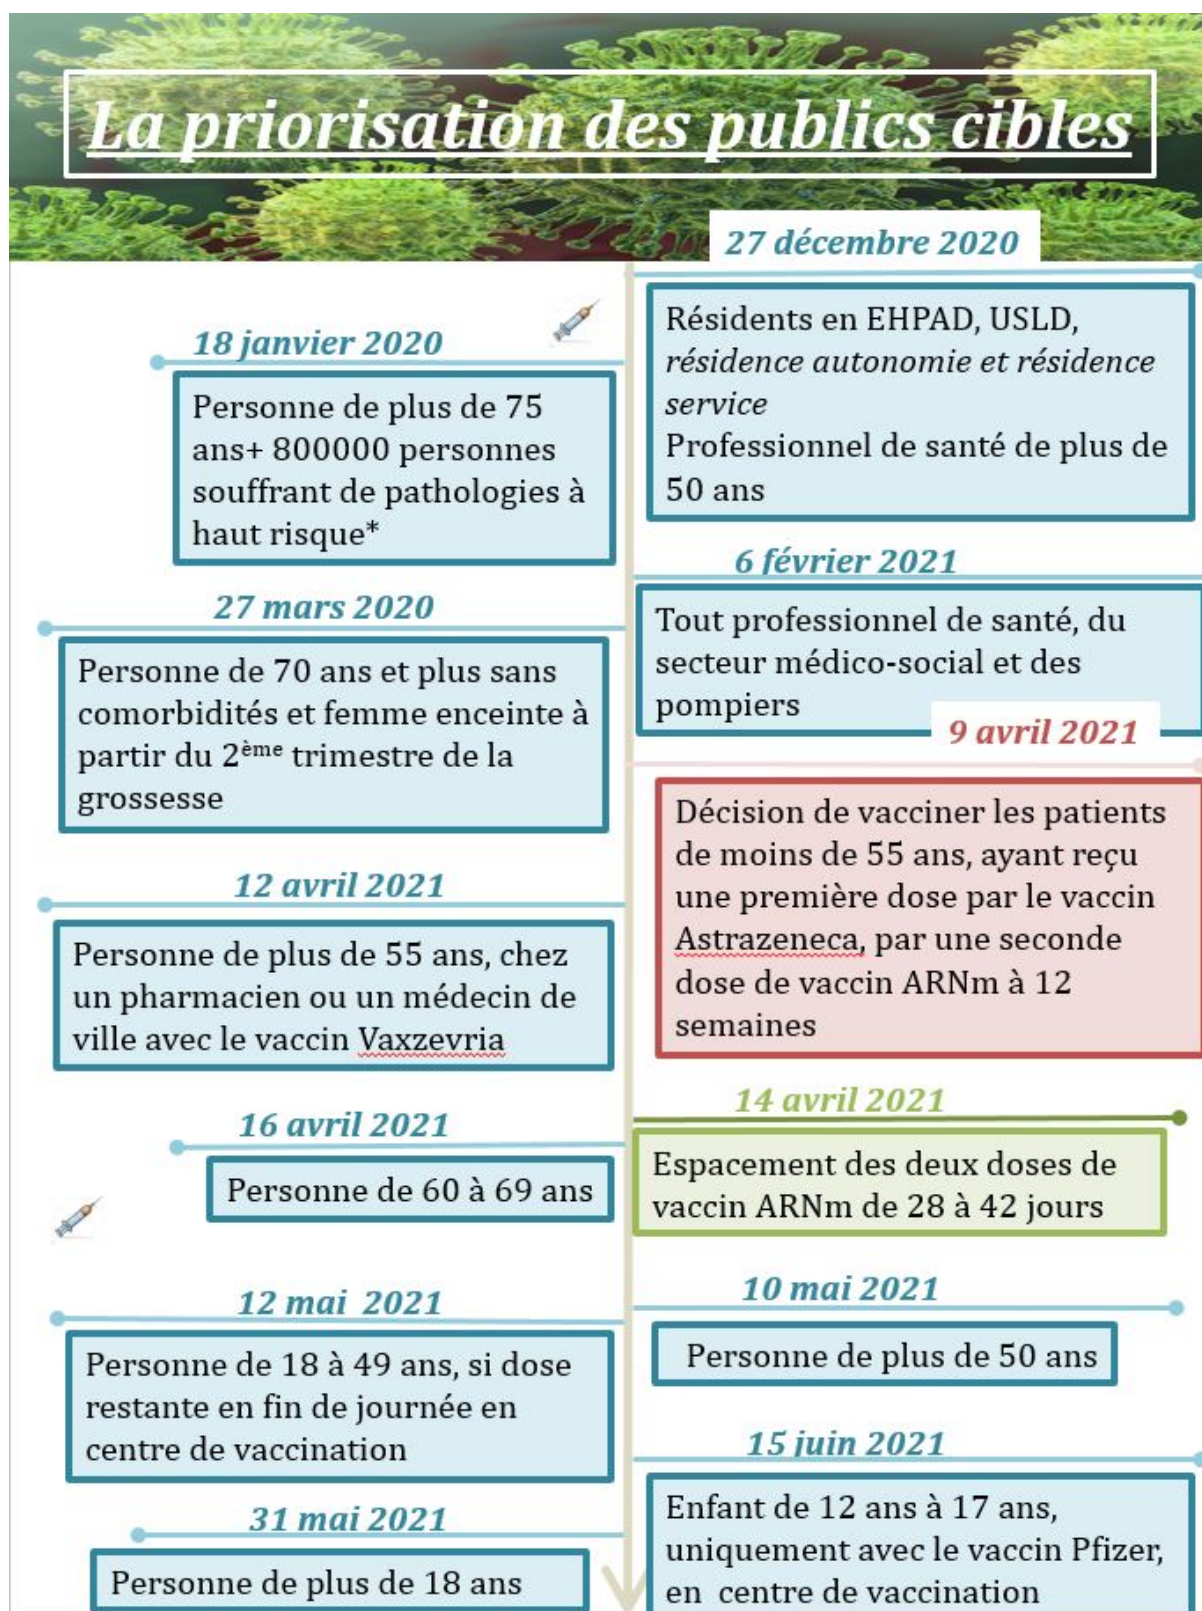 La priorisation des publics cibles
27 décembre 2020
Résidents en EHPAD, USLD,
résidence autonomie et résidence
service
Professionnel de santé de plus de
50 ans
18 janvier 2020
Personne de plus de 75
ans+ 800000 personnes
souffrant de pathologies à
haut risque*
6 février 2021
Tout professionnel de santé, du
secteur médico-social et des
pompiers
27 mars 2020
Personne de 70 ans et plus sans
comorbidités et femme enceinte à
partir du 2ème trimestre de la
grossesse
9 avril 2021
Décision de vacciner les patients
de moins de 55 ans, ayant reçu
une première dose par le vaccin
Astrazeneca, par une seconde
dose de vaccin ARNm à 12
semaines
12 avril 2021
Personne de plus de 55 ans, chez
un pharmacien ou un médecin de
ville avec le vaccin Vaxzevria
14 avril 2021
Espacement des deux doses de
vaccin ARNm de 28 à 42 jours
16 avril 2021
Personne de 60 à 69 ans
10 mai 2021
Personne de plus de 50 ans
12 mai 2021
Personne de 18 à 49 ans, si dose
restante en fin de journée en
centre de vaccination
31 mai 2021
Personne de plus de 18 ans
15 juin 2021
Enfant de 12 ans à 17 ans,
uniquement avec le vaccin Pfizer,
en centre de vaccination